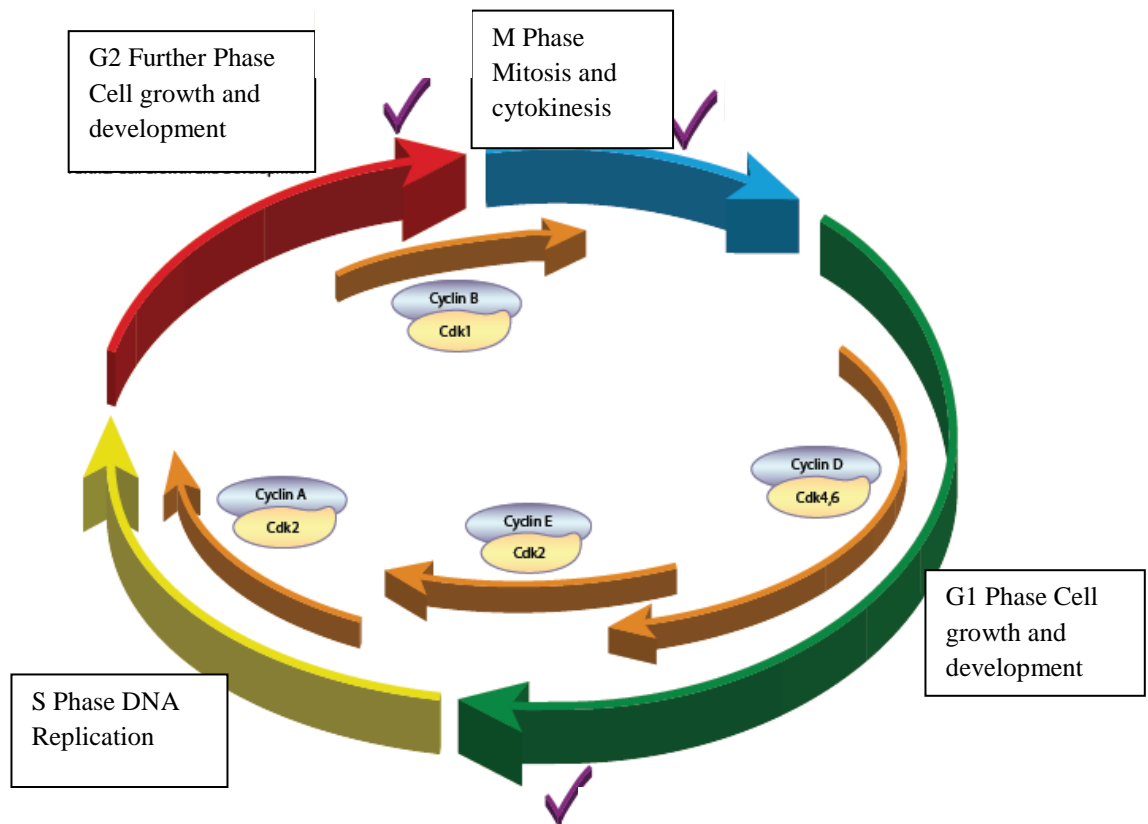 G2 Further Phase
Cell growth and
development
M Phase
Mitosis and
cytokinesis
Cyclin B
Cdk1
Cyclin D
Cdk4,6
Cyclin A
Cdk2
Cyclin E
Cdk2
G1 Phase Cell
growth and
development
S Phase DNA
Replication